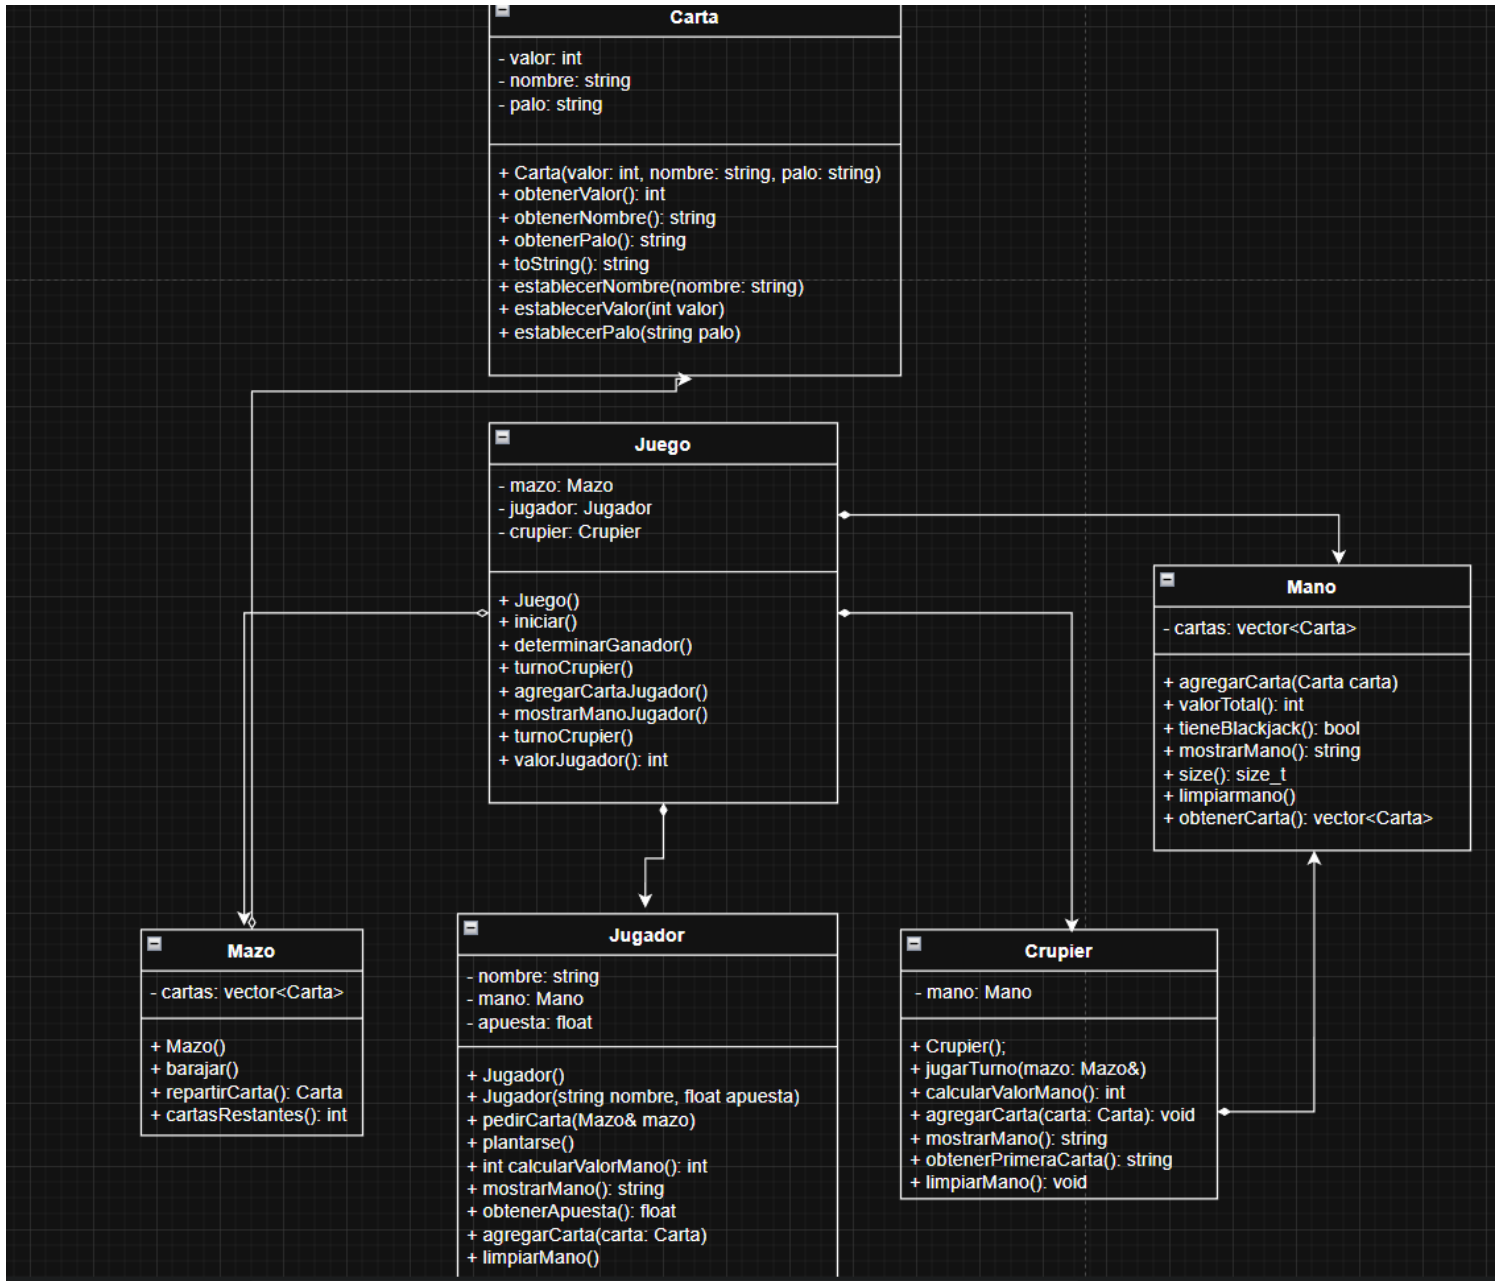 Carta
- valor: int
- nombre: string
- palo: string
+ Carta(valor: int, nombre: string, palo: string)
+ obtenerValor(): int
+ obtenerNombre(): string
+ obtenerPalo(): string
+ toString(): string
+ establecerNombre(nombre: string)
+ establecerValor(int valor)
+ establecerPalo(string palo)
Juego
- mazo: Mazo
- jugador: Jugador
- crupier: Crupier
+ Juego()
+ iniciar()
+ determinarGanador()
+ turnoCrupier()
+ agregarCartaJugador()
+ mostrarManoJugador()
+ turnoCrupier()
+ valorJugador(): int
Mano
- cartas: vector<Carta>
+ agregarCarta(Carta carta)
+ valorTotal(): int
+ tieneBlackjack(): bool
+ mostrarMano(): string
+ size(): size_t
+ limpiarmano()
+ obtenerCarta(): vector<Carta>
Mazo
- cartas: vector<Carta>
+ Mazo()
+ barajar()
+ repartirCarta(): Carta
+ cartasRestantes(): int
Jugador
- nombre: string
- mano: Mano
- apuesta: float
+ Jugador()
+ Jugador(string nombre, float apuesta)
+ pedirCarta(Mazo& mazo)
+ plantarse()
+ int calcularValorMano(): int
+ mostrarMano(): string
+ obtenerApuesta(): float
+ agregarCarta(carta: Carta)
+ limpiarMano()
Crupier
- mano: Mano
+ Crupier();
+ jugarTurno(mazo: Mazo&)
+ calcularValorMano(): int
+ agregarCarta(carta: Carta): void
+ mostrarMano(): string
+ obtenerPrimeraCarta(): string
+ limpiarMano(): void